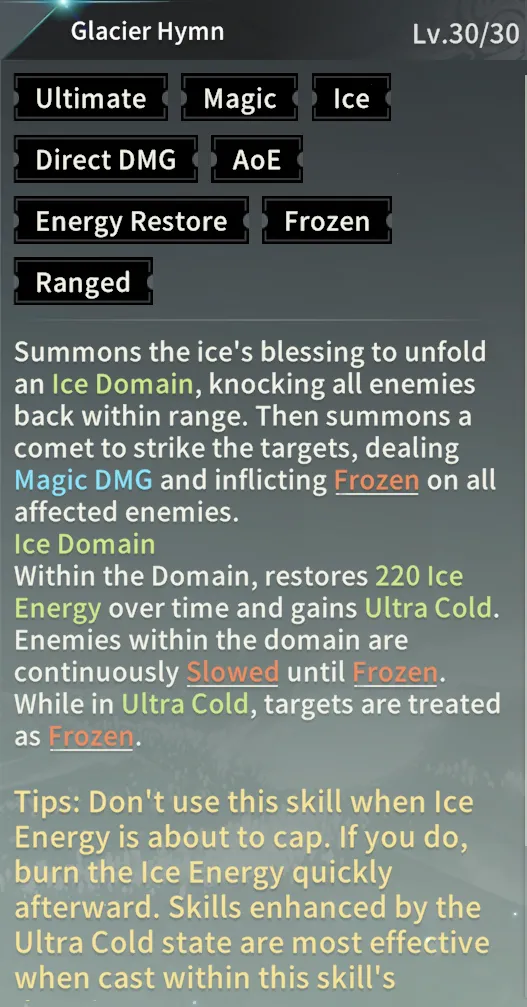 Glacier Hymn
Lv.30/30
Ultimate
Magic
Ice
Direct DMG
AoE
Energy Restore
Frozen
Ranged
Summons the ice's blessing to unfold
an Ice Domain, knocking all enemies
back within range. Then summons a
comet to strike the targets, dealing
Magic DMG and inflicting Frozen on all
affected enemies.
Ice Domain
Within the Domain, restores 220 Ice
Energy over time and gains Ultra Cold.
Enemies within the domain are
continuously Slowed until Frozen.
While in Ultra Cold, targets are treated
as Frozen.
Tips: Don't use this skill when Ice
Energy is about to cap. If you do,
burn the Ice Energy quickly
afterward. Skills enhanced by the
Ultra Cold state are most effective
when cast within this skill's